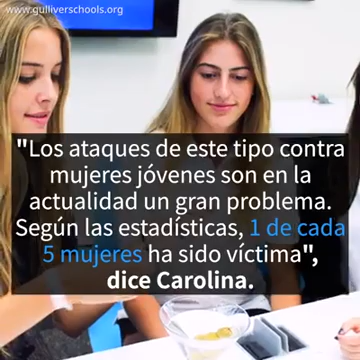 www.gulliverschools.org
"Los ataques de este tipo contra
mujeres jóvenes son en la
actualidad un gran problema.
Según las estadísticas, 1 de cada
5 mujeres ha sido víctima",
dice Carolina.